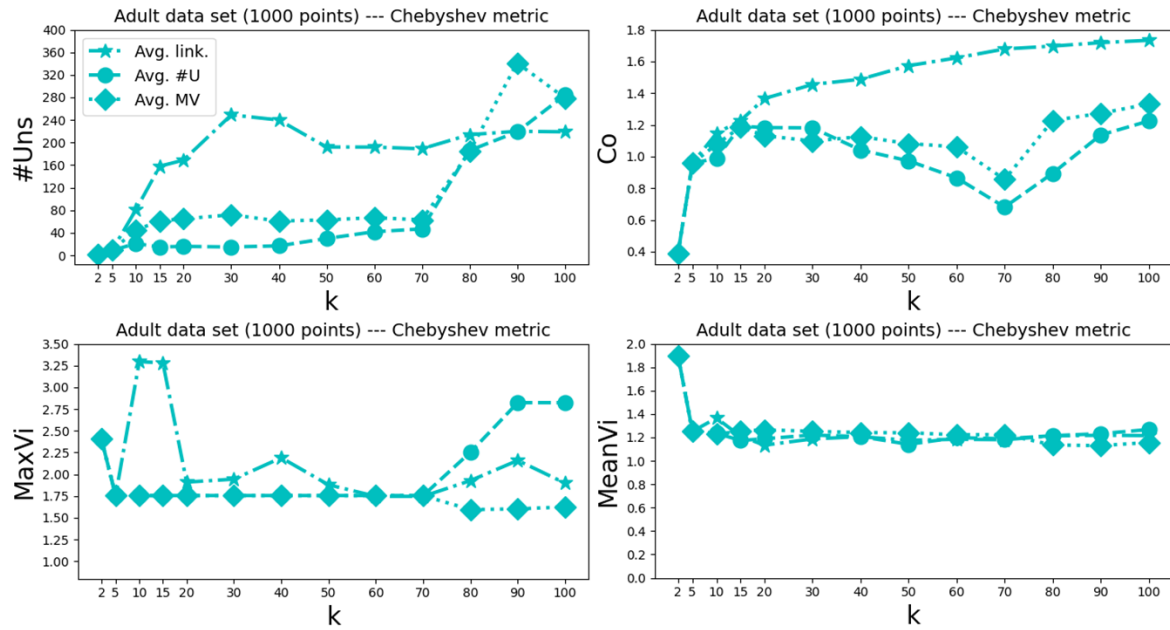 Adult data set (1000 points) --- Chebyshev metric
400
360
320
280
240
200
160
120
80
40
0
#Uns
Avg. link.
Avg. #U
Avg. MV
2 5 10 15 20 30 40 50 60 70 80 90 100
k
Adult data set (1000 points) --- Chebyshev metric
1.8
1.6
1.4
1.2
1.0
0.8
0.6
0.4
Co
2 5 10 15 20 30 40 50 60 70 80 90 100
k
Adult data set (1000 points) --- Chebyshev metric
3.50
3.25
3.00
2.75
2.50
2.25
2.00
1.75
1.50
1.25
1.00
MaxVi
2 5 10 15 20 30 40 50 60 70 80 90 100
k
Adult data set (1000 points) --- Chebyshev metric
2.0
1.8
1.6
1.4
1.2
1.0
0.8
0.6
0.4
0.2
0.0
MeanVi
2 5 10 15 20 30 40 50 60 70 80 90 100
k